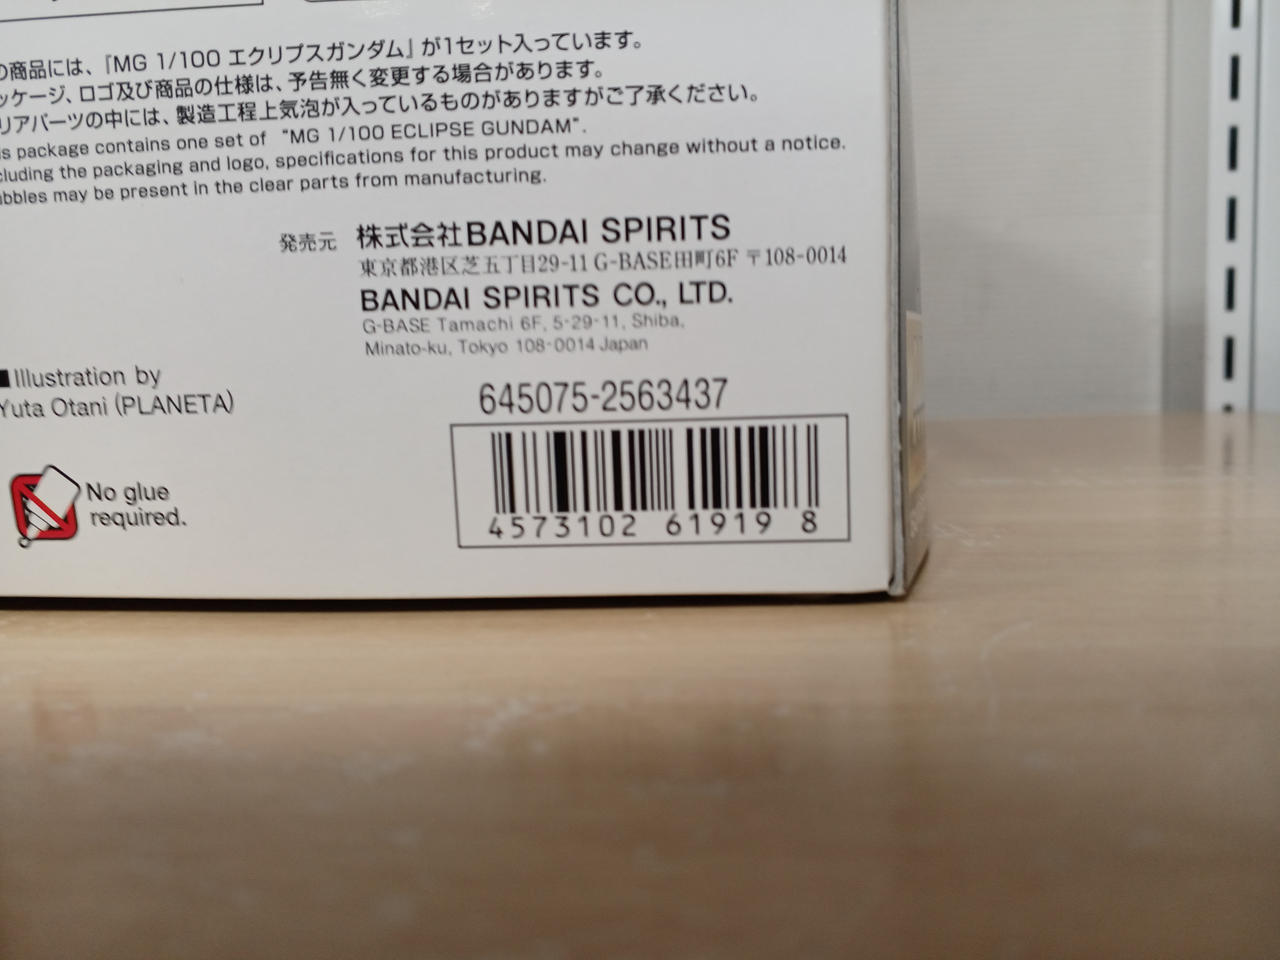 の商品には、『MG 1/100 エクリプスガンダム』が1セット入っています。
ッケージ、ロゴ及び商品の仕様は、予告無く変更する場合があります。
リアパーツの中には、製造工程上気泡が入っているものがありますがご了承ください。
is package contains one set of “MG 1/100 ECLIPSE GUNDAM”.
cluding the packaging and logo, specifications for this product may change without a notice.
ubbles may be present in the clear parts from manufacturing.
発売元 株式会社BANDAI SPIRITS
東京都港区芝五丁目29-11 G-BASE田町6F 〒108-0014
BANDAI SPIRITS CO., LTD.
G-BASE Tamachi 6F, 5-29-11, Shiba,
Minato-ku, Tokyo 108-0014 Japan
■Illustration by
Yuta Otani (PLANETA)
645075-2563437
No glue
required.
4573102 61919 8